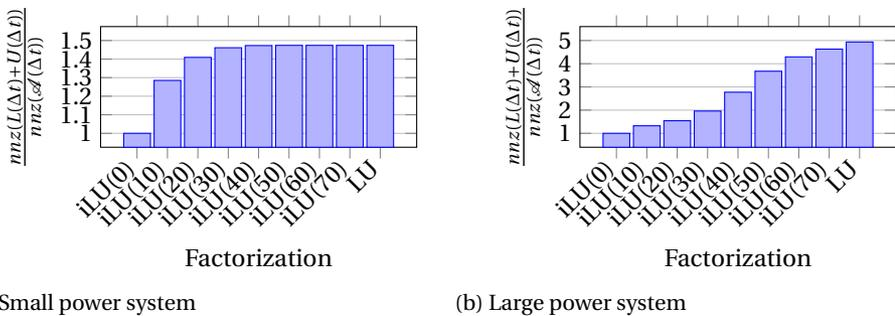 nnz(L(Δt)+U(Δt))
nnz(𝒜(Δt))
1.5
1.4
1.3
1.2
1.1
1
iLU(0)
iLU(10)
iLU(20)
iLU(30)
iLU(40)
iLU(50)
iLU(60)
iLU(70)
LU
Factorization
Small power system
nnz(L(Δt)+U(Δt))
nnz(𝒜(Δt))
5
4
3
2
1
iLU(0)
iLU(10)
iLU(20)
iLU(30)
iLU(40)
iLU(50)
iLU(60)
iLU(70)
LU
Factorization
(b) Large power system